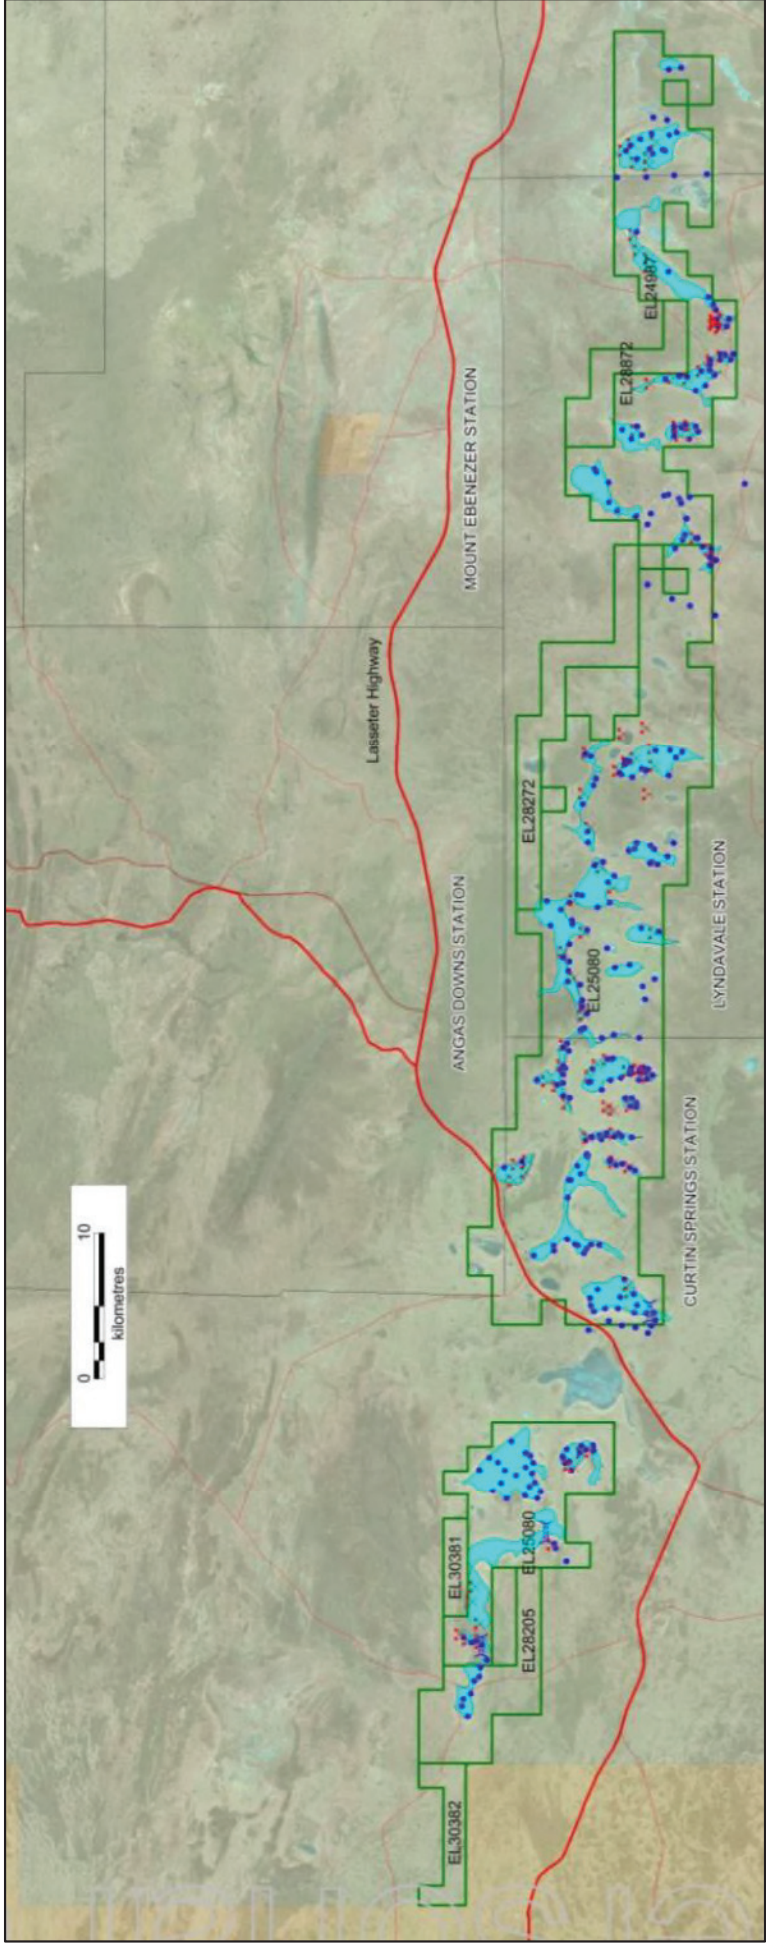 0 10
kilometres
Lasseter Highway
MOUNT EBENEZER STATION
ANGAS DOWNS STATION
EL30382
EL30381
EL28205
EL25080
EL28272
EL25080
EL28872
EL24987
CURTIN SPRINGS STATION
LYNDAVALE STATION